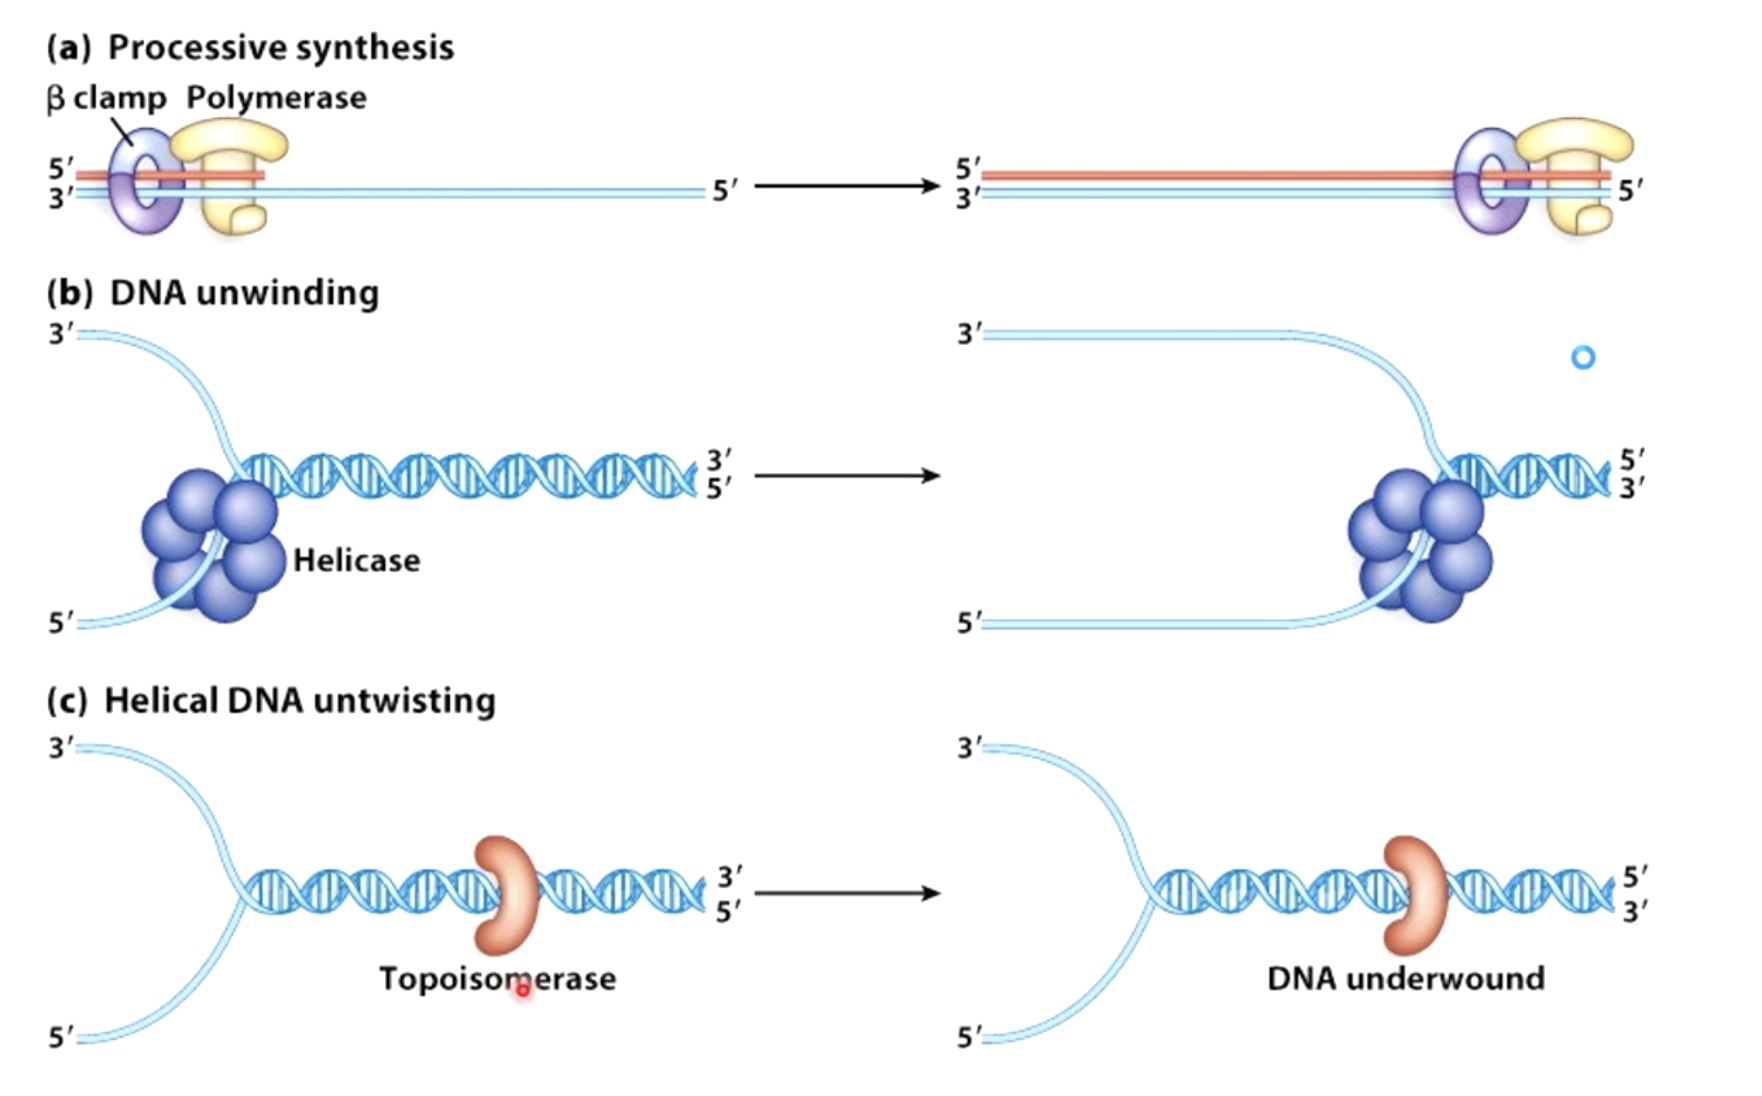 (a) Processive synthesis
β clamp Polymerase
5′ 5′
3′ 5′ 3′ 5′
(b) DNA unwinding
3′ 3′
3′ 5′
5′ 3′
Helicase
5′ 5′
(c) Helical DNA untwisting
3′ 3′
3′ 5′
5′ 3′
Topoisomerase DNA underwound
5′ 5′